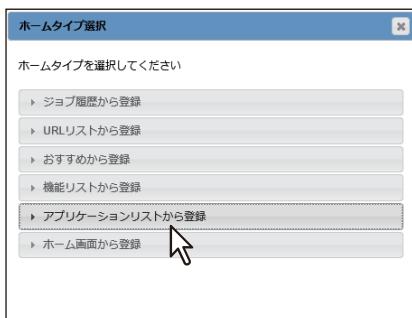 ホームタイプ選択
ホームタイプを選択してください
ジョブ履歴から登録
URLリストから登録
おすすめから登録
機能リストから登録
アプリケーションリストから登録
ホーム画面から登録